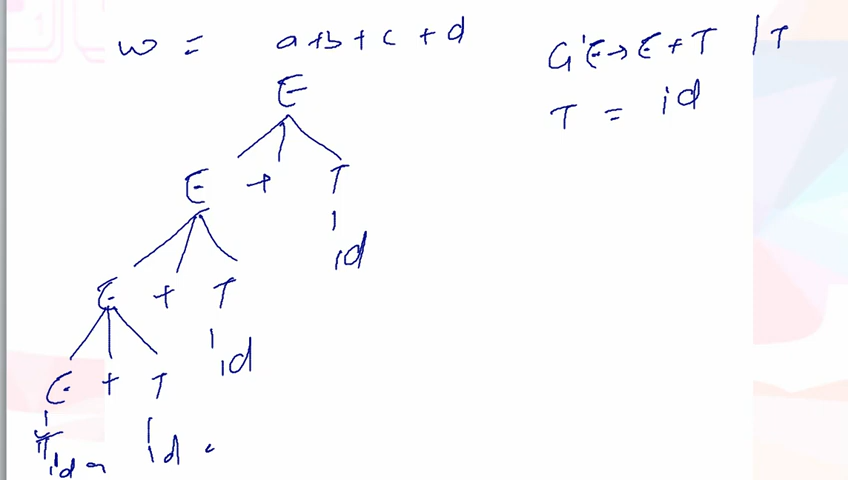 w = a+b+c+d
G' E→E+T | T
T = id
E
E + T
id
E + T
id
E + T
T
id id